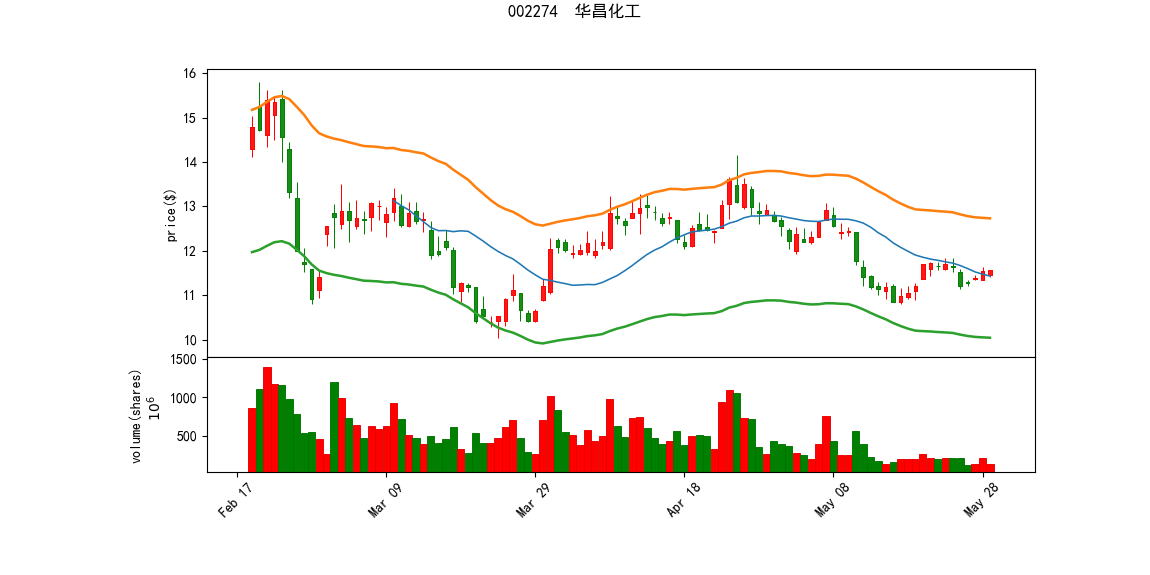 002274 华昌化工
16
15
14
13
12
11
10
price($)
1500
1000
500
volume(shares)
10^6
Feb 17
Mar 09
Mar 29
Apr 18
May 08
May 28